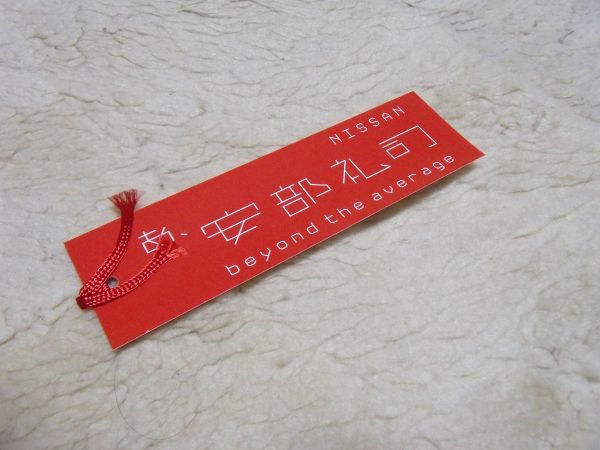 NISSAN
あ、安部礼司
beyond the average